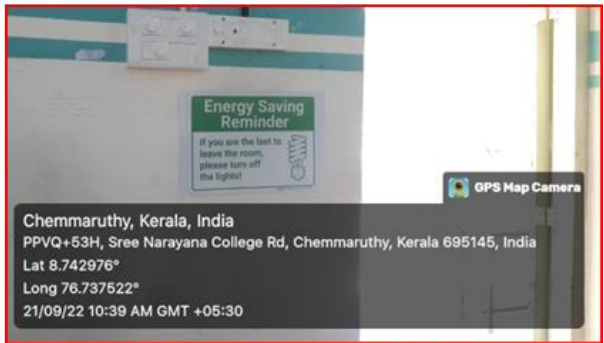 Energy Saving
Reminder
If you are the last to
leave the room,
please turn off
the lights!
GPS Map Camera
Chemmaruthy, Kerala, India
PPVQ+53H, Sree Narayana College Rd, Chemmaruthy, Kerala 695145, India
Lat 8.742976°
Long 76.737522°
21/09/22 10:39 AM GMT +05:30